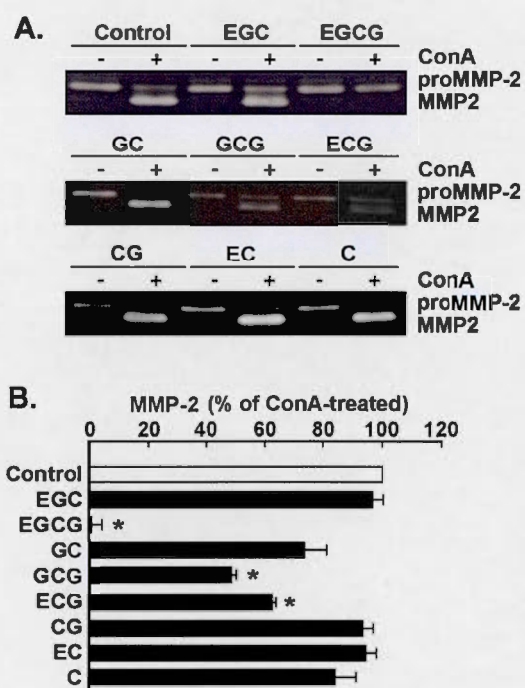 A.
Control EGC EGCG
- + - + - + ConA
proMMP-2
MMP2
GC GCG ECG
- + - + - + ConA
proMMP-2
MMP2
CG EC C
- + - + - + ConA
proMMP-2
MMP2
B.
MMP-2 (% of ConA-treated)
0 20 40 60 80 100 120
Control
EGC
EGCG *
GC
GCG *
ECG *
CG
EC
C